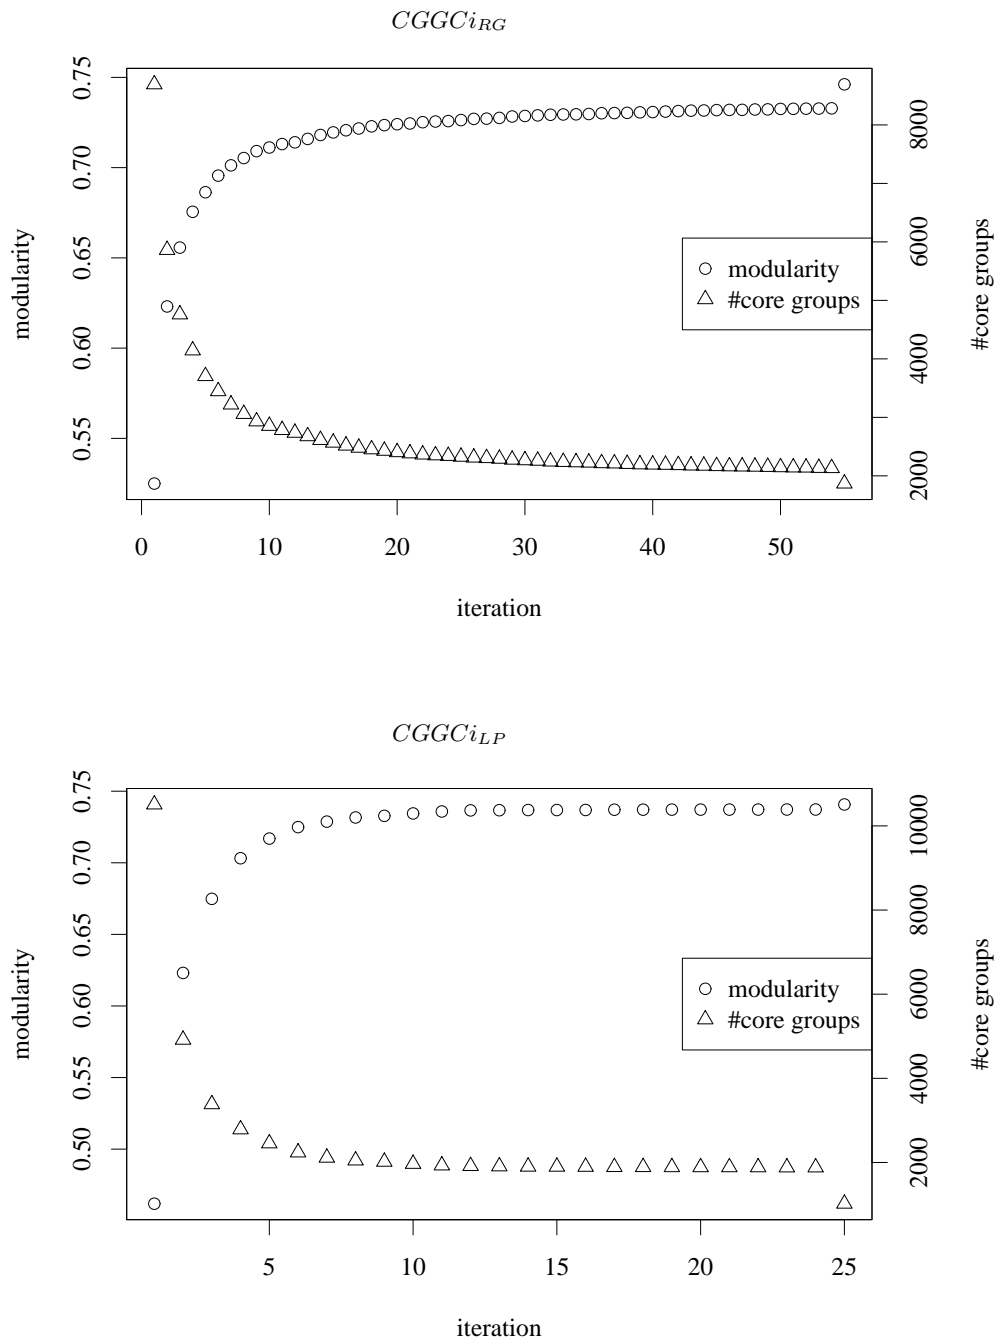 CGGCi_RG
0.75
0.70
0.65
0.60
0.55
modularity
8000
6000
4000
2000
#core groups
modularity
#core groups
0 10 20 30 40 50
iteration
CGGCi_LP
0.75
0.70
0.65
0.60
0.55
0.50
modularity
10000
8000
6000
4000
2000
#core groups
modularity
#core groups
5 10 15 20 25
iteration